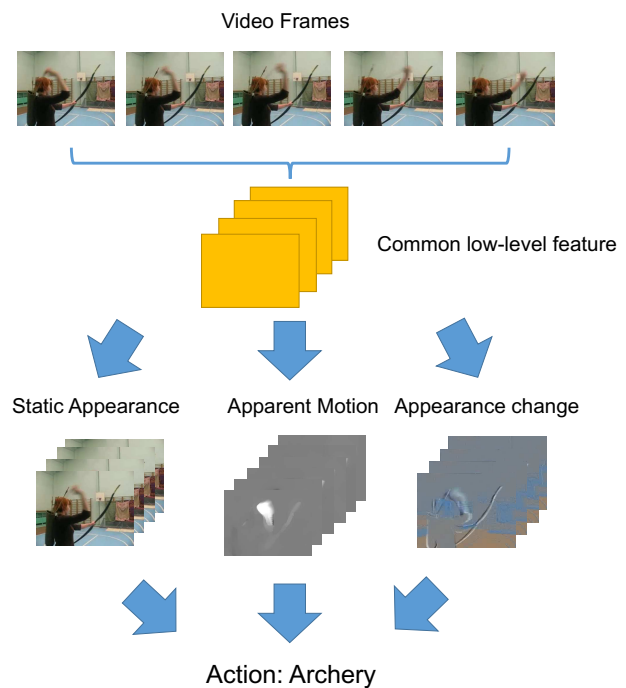 Video Frames
Common low-level feature
Static Appearance
Apparent Motion
Appearance change
Action: Archery